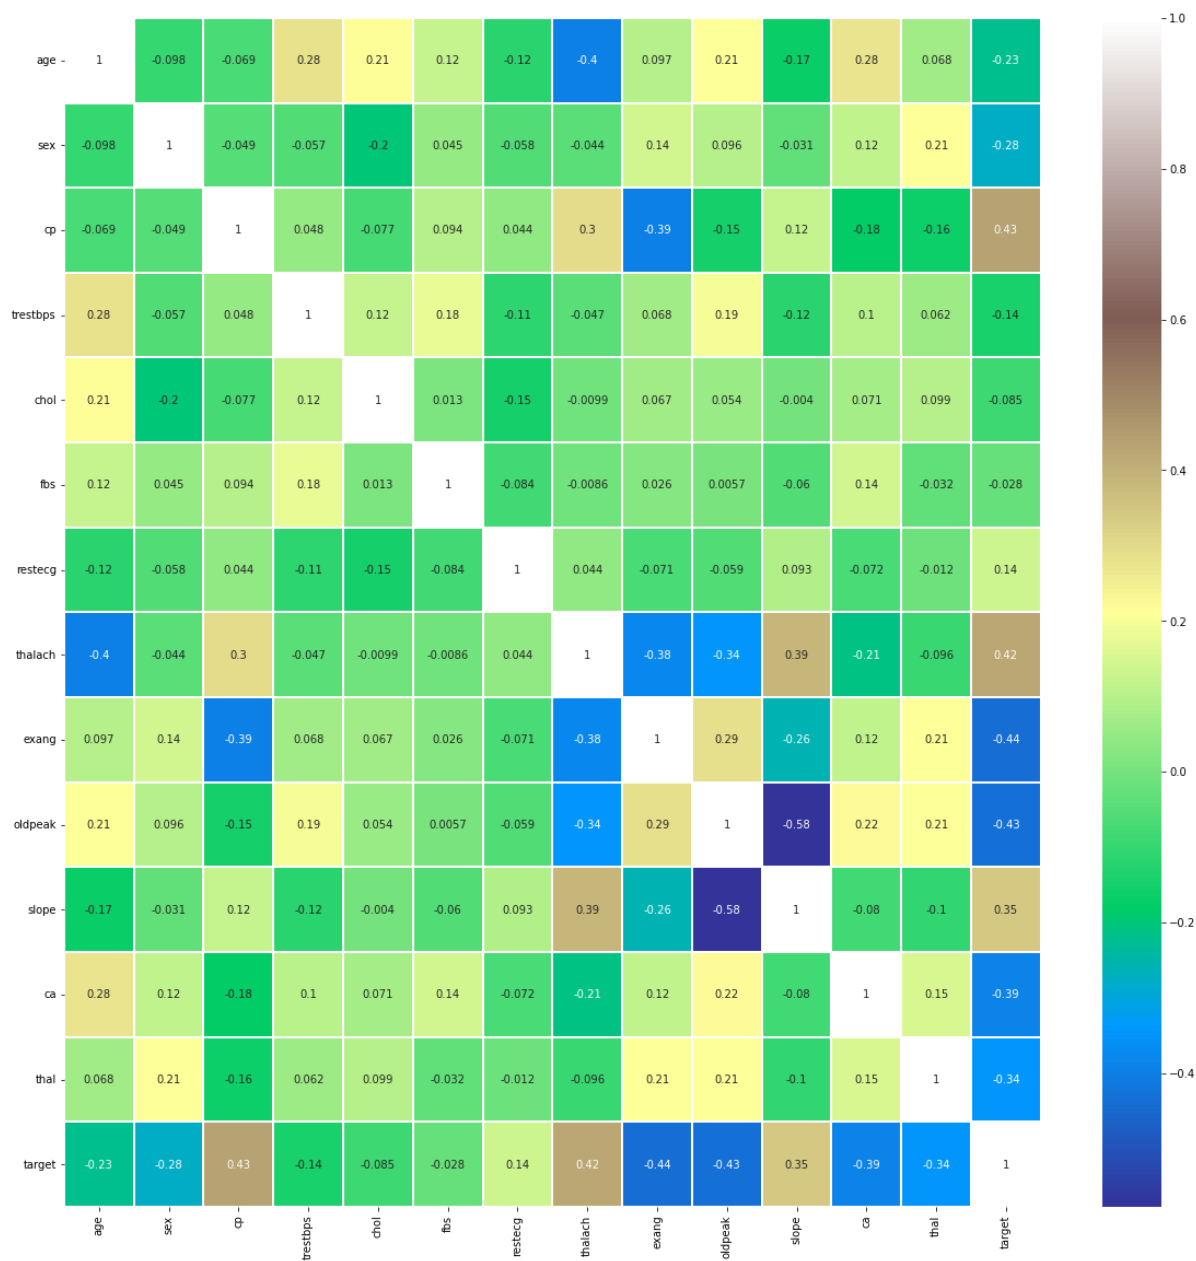 age 1 -0.098 -0.069 0.28 0.21 0.12 -0.12 -0.4 0.097 0.21 -0.17 0.28 0.068 -0.23
sex -0.098 1 -0.049 -0.057 -0.2 0.045 -0.058 -0.044 0.14 0.096 -0.031 0.12 0.21 -0.28
cp -0.069 -0.049 1 0.048 -0.077 0.094 0.044 0.3 -0.39 -0.15 0.12 -0.18 -0.16 0.43
trestbps 0.28 -0.057 0.048 1 0.12 0.18 -0.11 -0.047 0.068 0.19 -0.12 0.1 0.062 -0.14
chol 0.21 -0.2 -0.077 0.12 1 0.013 -0.15 -0.0099 0.067 0.054 -0.004 0.071 0.099 -0.085
fbs 0.12 0.045 0.094 0.18 0.013 1 -0.084 -0.0086 0.026 0.0057 -0.06 0.14 -0.032 -0.028
restecg -0.12 -0.058 0.044 -0.11 -0.15 -0.084 1 0.044 -0.071 -0.059 0.093 -0.072 -0.012 0.14
thalach -0.4 -0.044 0.3 -0.047 -0.0099 -0.0086 0.044 1 -0.38 -0.34 0.39 -0.21 -0.096 0.42
exang 0.097 0.14 -0.39 0.068 0.067 0.026 -0.071 -0.38 1 0.29 -0.26 0.12 0.21 -0.44
oldpeak 0.21 0.096 -0.15 0.19 0.054 0.0057 -0.059 -0.34 0.29 1 -0.58 0.22 0.21 -0.43
slope -0.17 -0.031 0.12 -0.12 -0.004 -0.06 0.093 0.39 -0.26 -0.58 1 -0.08 -0.1 0.35
ca 0.28 0.12 -0.18 0.1 0.071 0.14 -0.072 -0.21 0.12 0.22 -0.08 1 0.15 -0.39
thal 0.068 0.21 -0.16 0.062 0.099 -0.032 -0.012 -0.096 0.21 0.21 -0.1 0.15 1 -0.34
target -0.23 -0.28 0.43 -0.14 -0.085 -0.028 0.14 0.42 -0.44 -0.43 0.35 -0.39 -0.34 1
age sex cp trestbps chol fbs restecg thalach exang oldpeak slope ca thal target
1.0
0.8
0.6
0.4
0.2
0.0
−0.2
−0.4